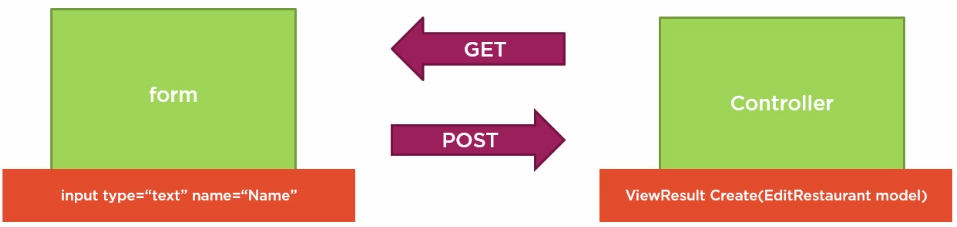 form
input type=“text” name=“Name”
GET
POST
Controller
ViewResult Create(EditRestaurant model)